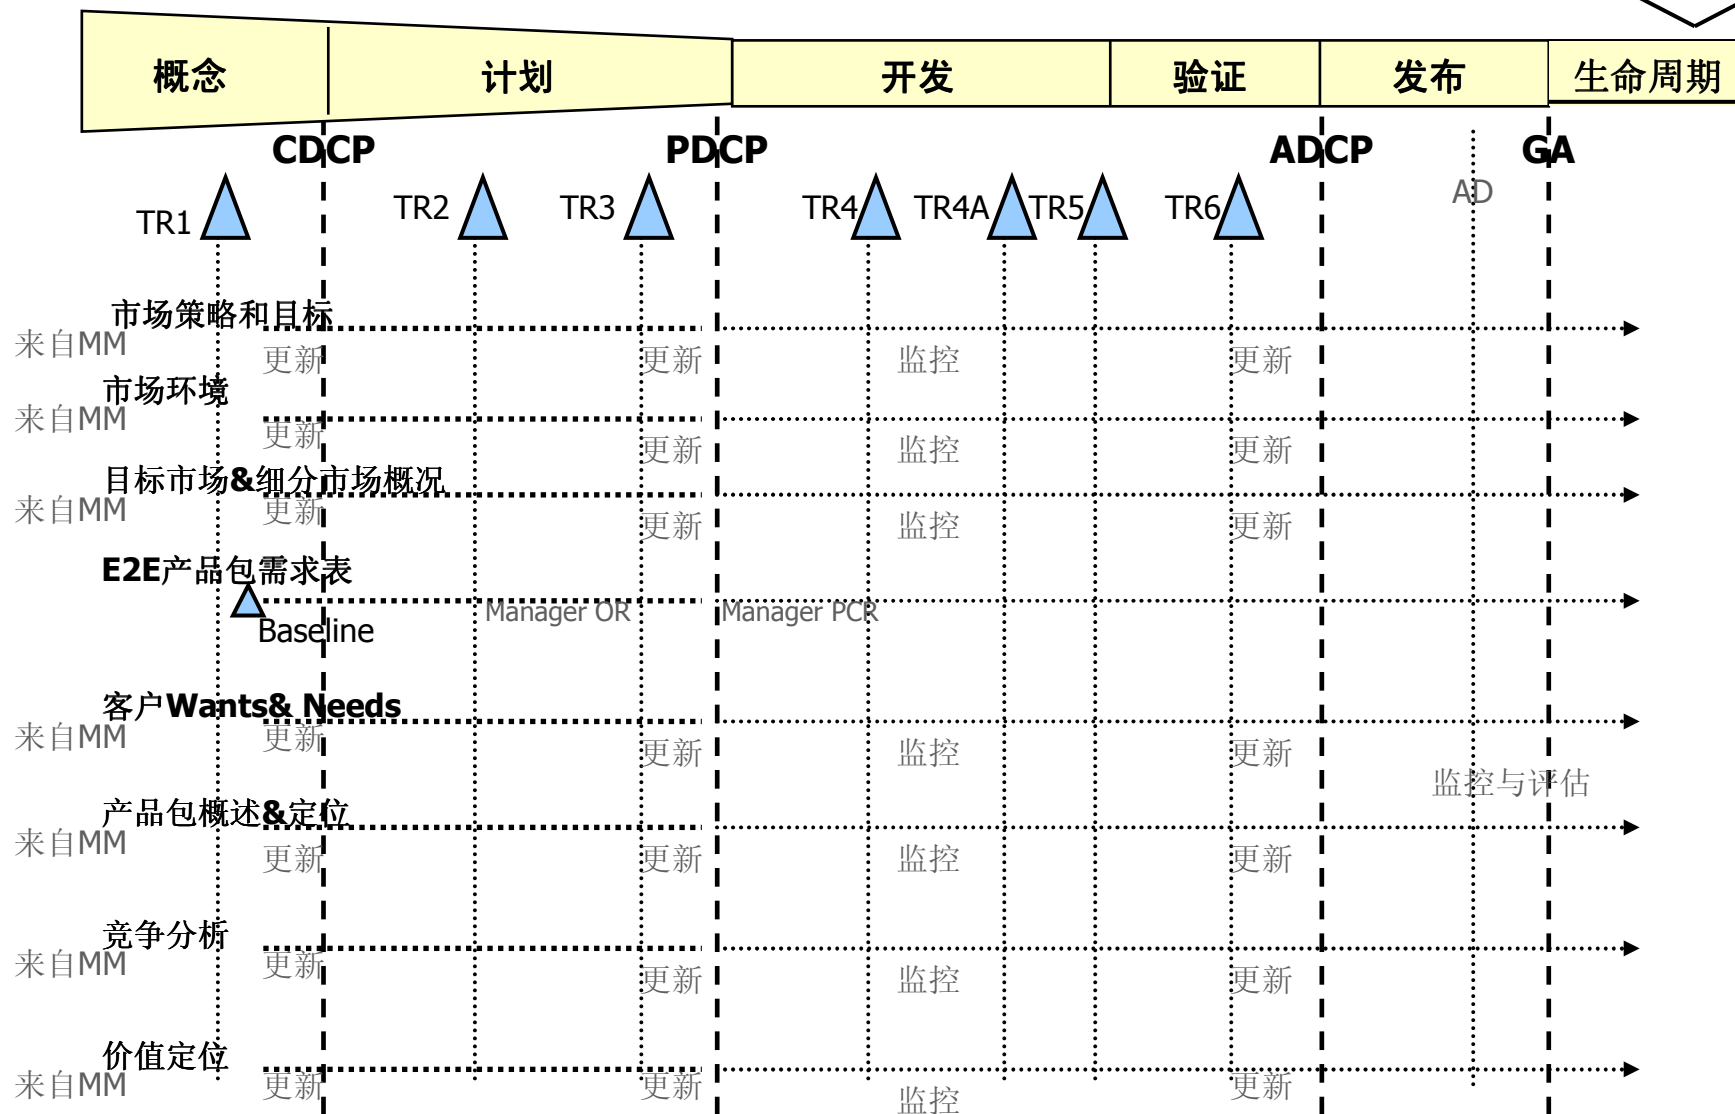 概念 计划 开发 验证 发布 生命周期
CDCP PDCP ADCP GA
TR1 TR2 TR3 TR4 TR4A TR5 TR6 AD
市场策略和目标
来自MM 更新 更新 监控 更新
市场环境
来自MM 更新 更新 监控 更新
目标市场&细分市场概况
来自MM 更新 更新 监控 更新
E2E产品包需求表
Baseline Manager OR Manager PCR
客户Wants& Needs
来自MM 更新 更新 监控 更新
监控与评估
产品包概述&定位
来自MM 更新 更新 监控 更新
竞争分析
来自MM 更新 更新 监控 更新
价值定位
来自MM 更新 更新 监控 更新